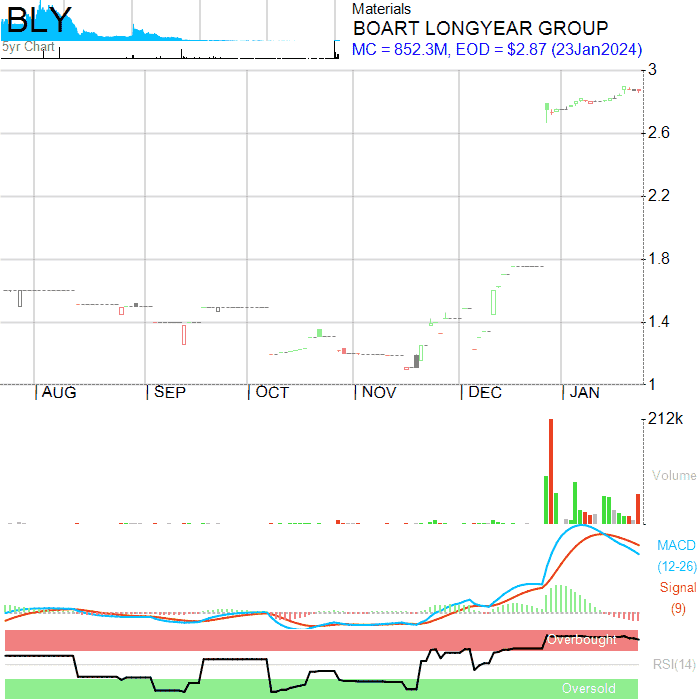 BLY
5yr Chart
Materials
BOART LONGYEAR GROUP
MC = 852.3M, EOD = $2.87 (23Jan2024)
3
2.6
2.2
1.8
1.4
1
AUG SEP OCT NOV DEC JAN
212k
Volume
MACD
(12-26)
Signal
(9)
Overbought
RSI(14)
Oversold